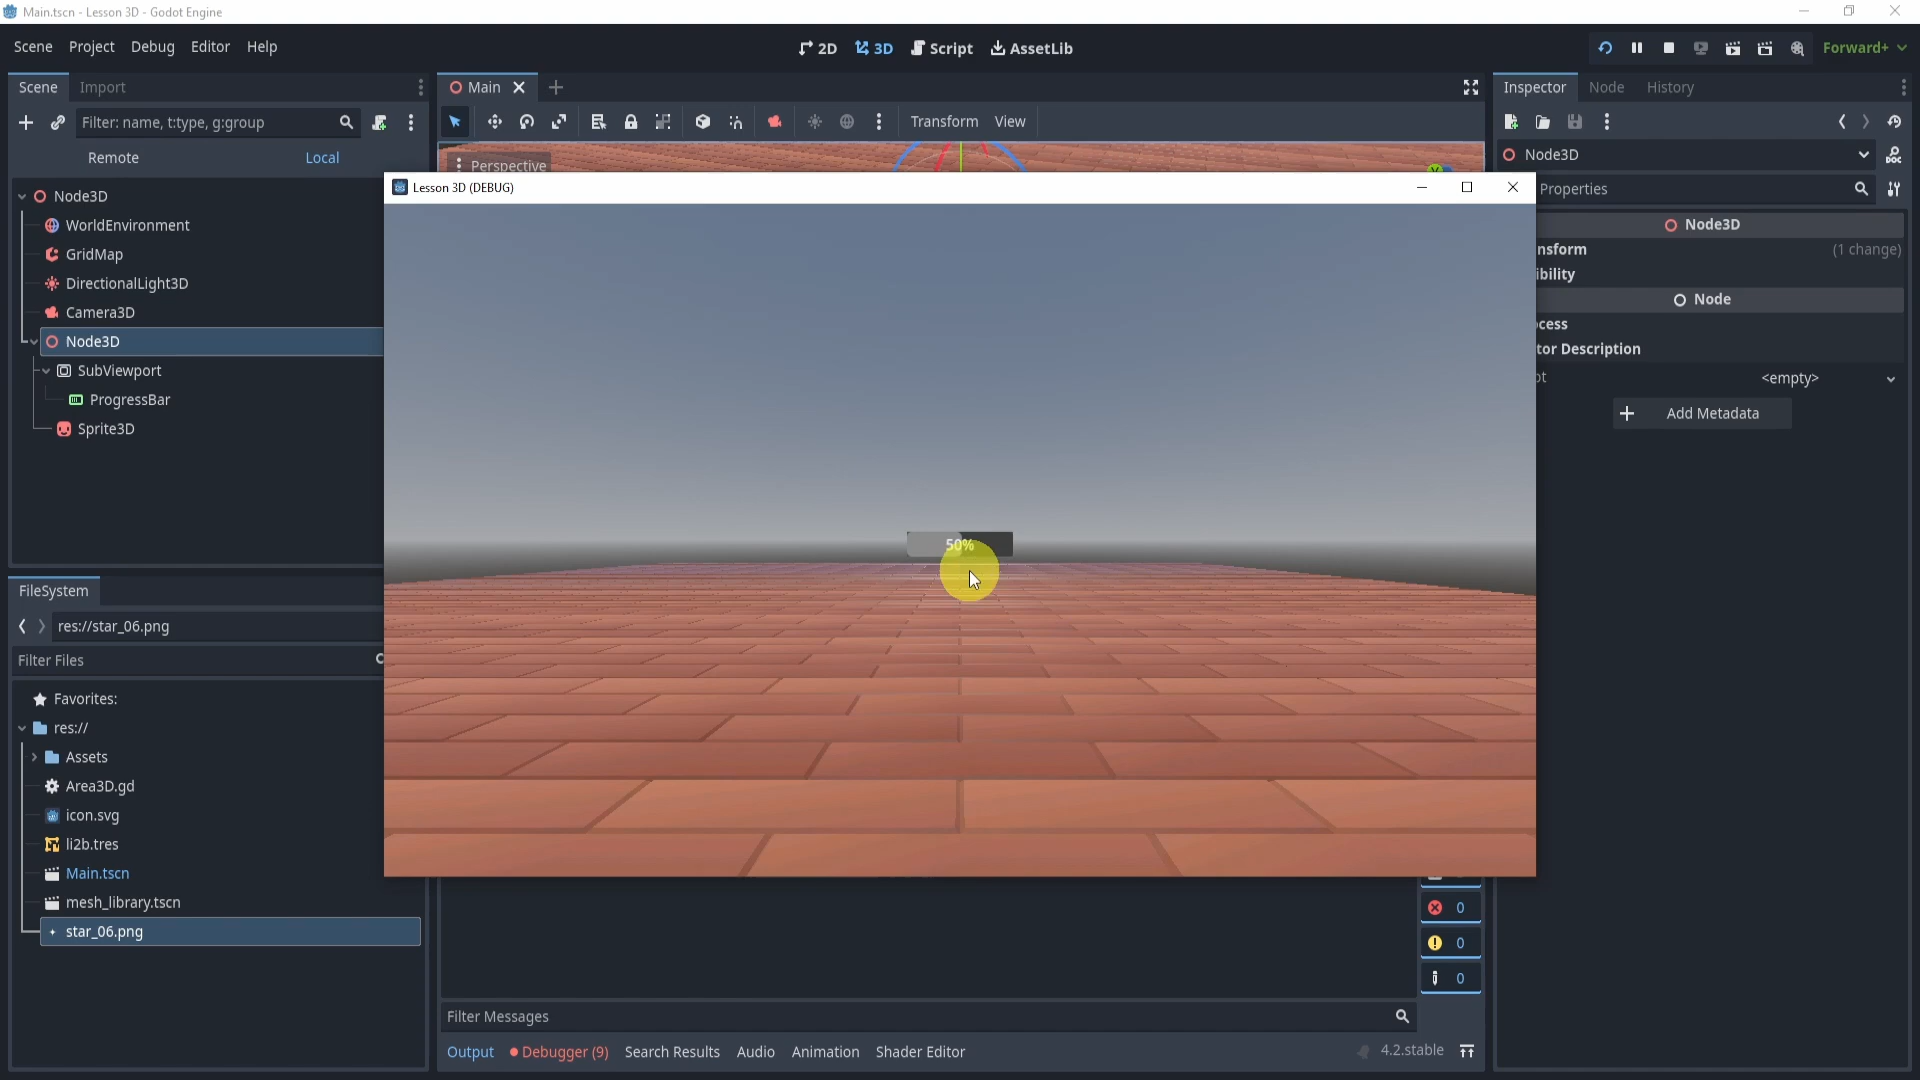 Main.tscn - Lesson 3D - Godot Engine
Scene Project Debug Editor Help
2D 3D Script AssetLib
Forward+
Scene Import
Main
Inspector Node History
Filter: name, t:type, g:group
Transform View
Remote Local
Perspective
Node3D
Lesson 3D (DEBUG)
Properties
Node3D
WorldEnvironment
GridMap
DirectionalLight3D
Camera3D
Node3D
SubViewport
ProgressBar
Sprite3D
Node3D
nsform (1 change)
ibility
Node
cess
tor Description
pt <empty>
Add Metadata
50%
FileSystem
res://star_06.png
Filter Files
Favorites:
res://
Assets
Area3D.gd
icon.svg
li2b.tres
Main.tscn
mesh_library.tscn
star_06.png
0
0
0
Filter Messages
Output Debugger (9) Search Results Audio Animation Shader Editor
4.2.stable